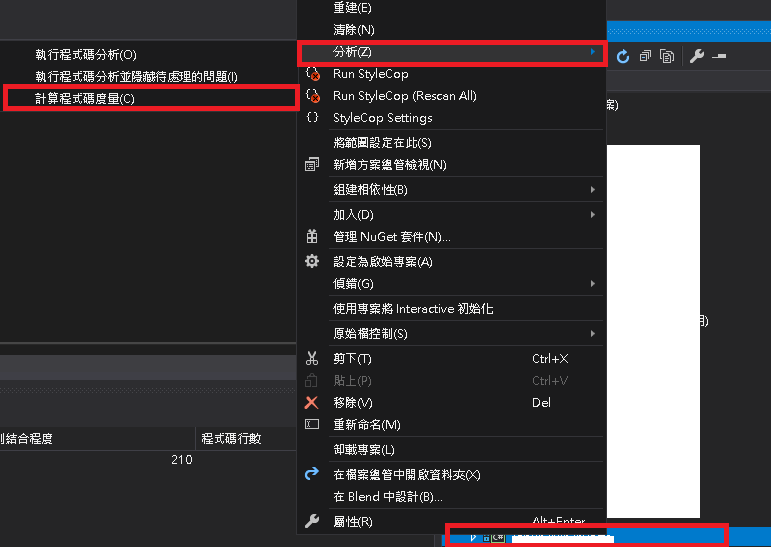 重建(E)
清除(N)
分析(Z)
執行程式碼分析(O)
執行程式碼分析並隱藏待處理的問題(I)
計算程式碼度量(C)
Run StyleCop
Run StyleCop (Rescan All)
StyleCop Settings
將範圍設定在此(S)
新增方案總管檢視(N)
組建相依性(B)
加入(D)
管理 NuGet 套件(N)...
設定為啟始專案(A)
偵錯(G)
使用專案將 Interactive 初始化
原始檔控制(S)
剪下(T) Ctrl+X
貼上(P) Ctrl+V
移除(V) Del
重新命名(M)
卸載專案(L)
在檔案總管中開啟資料夾(X)
在 Blend 中設計(B)...
屬性(R) Alt+Enter
案)
用)
別結合程度 程式碼行數
210
C#